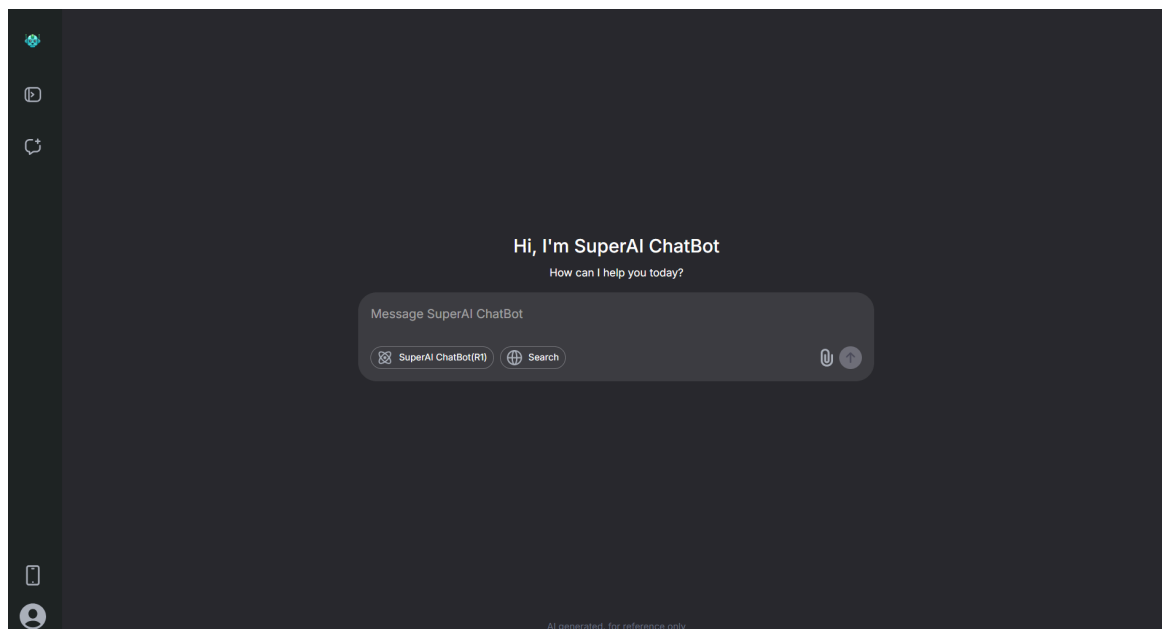 Hi, I'm SuperAI ChatBot
How can I help you today?
Message SuperAI ChatBot
SuperAI ChatBot(R1) Search
AI generated, for reference only